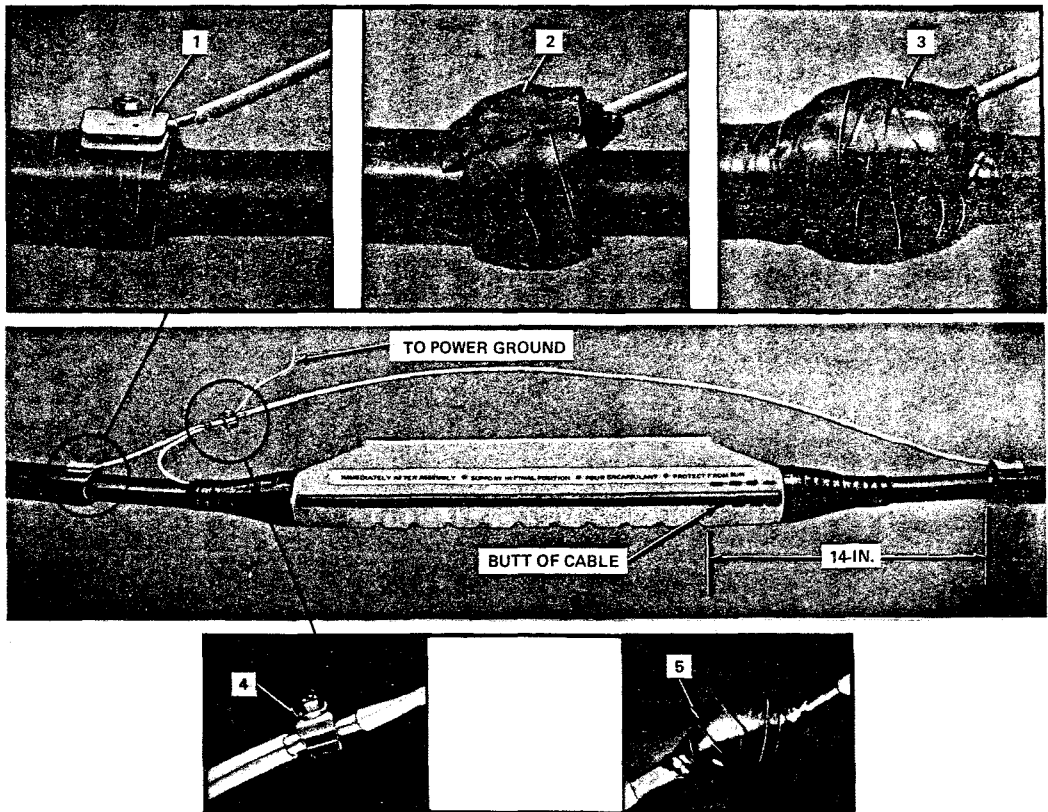 1
2
3
TO POWER GROUND
IMMEDIATELY AFTER ASSEMBLY SUPPORT IN FINAL POSITION POUR ENCAPSULANT PROTECT FROM SUN
BUTT OF CABLE
14-IN.
4
5